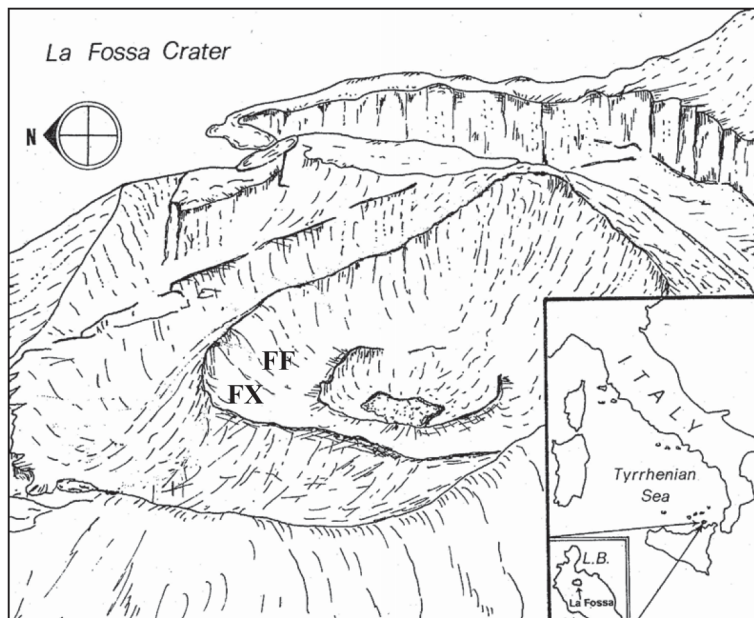 La Fossa Crater
N
FF
FX
ITALY
Tyrrhenian
Sea
L.B.
La Fossa